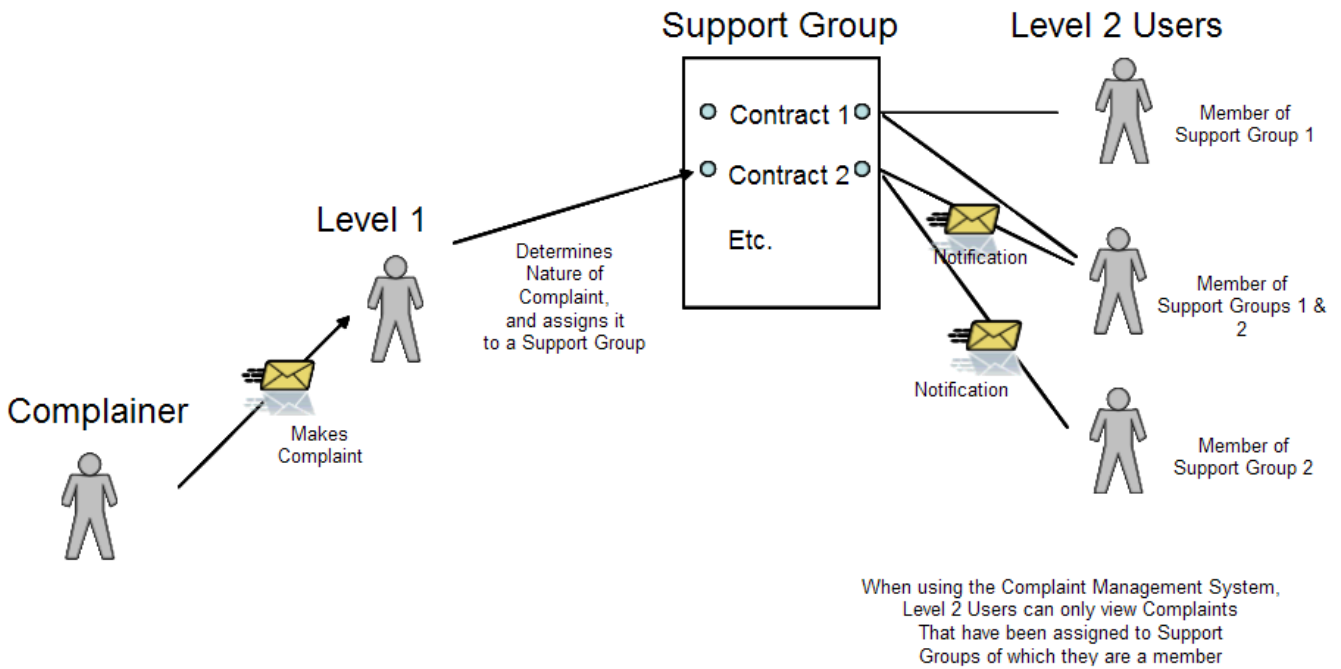 Support Group
Level 2 Users
Contract 1
Member of
Support Group 1
Contract 2
Level 1
Etc.
Determines
Nature of
Complaint,
and assigns it
to a Support Group
Notification
Member of
Support Groups 1 &
2
Notification
Complainer
Makes
Complaint
Member of
Support Group 2
When using the Complaint Management System,
Level 2 Users can only view Complaints
That have been assigned to Support
Groups of which they are a member